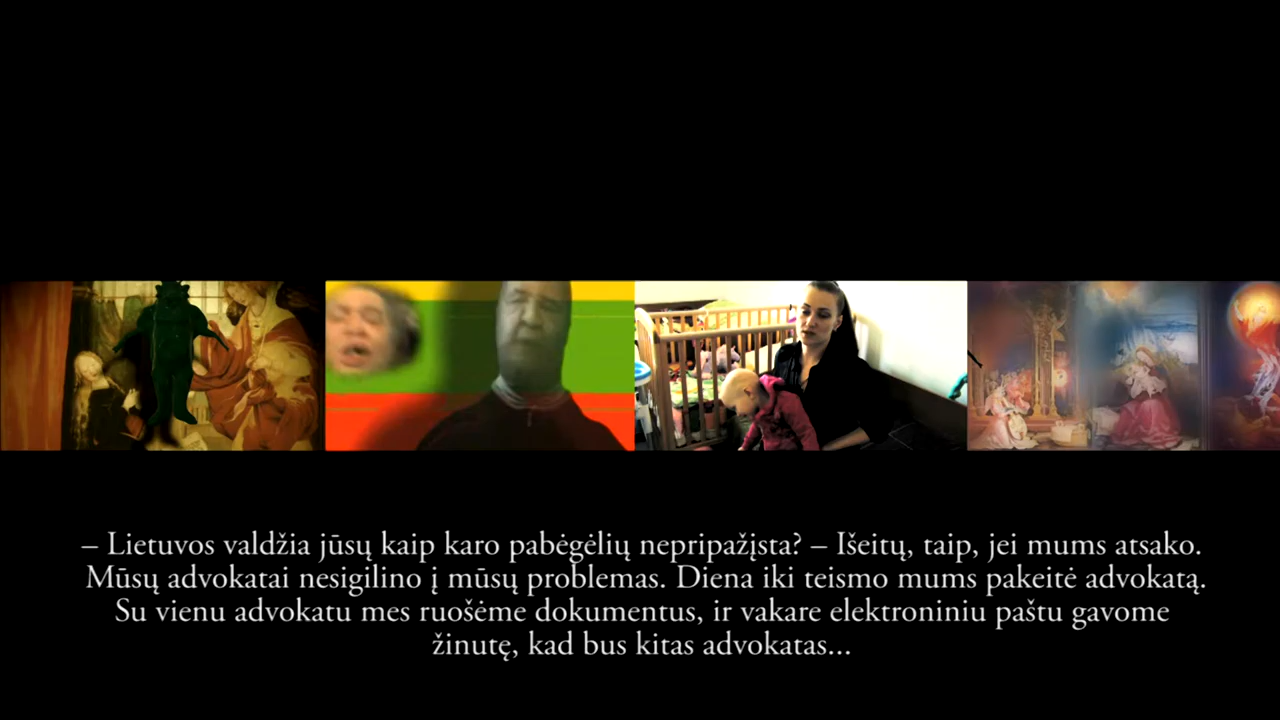 – Lietuvos valdžia jūsų kaip karo pabėgėlių nepripažįsta? – Išeitų, taip, jei mums atsako.
Mūsų advokatai nesigilino į mūsų problemas. Diena iki teismo mums pakeitė advokatą.
Su vienu advokatu mes ruošėme dokumentus, ir vakare elektroniniu paštu gavome
žinutę, kad bus kitas advokatas...